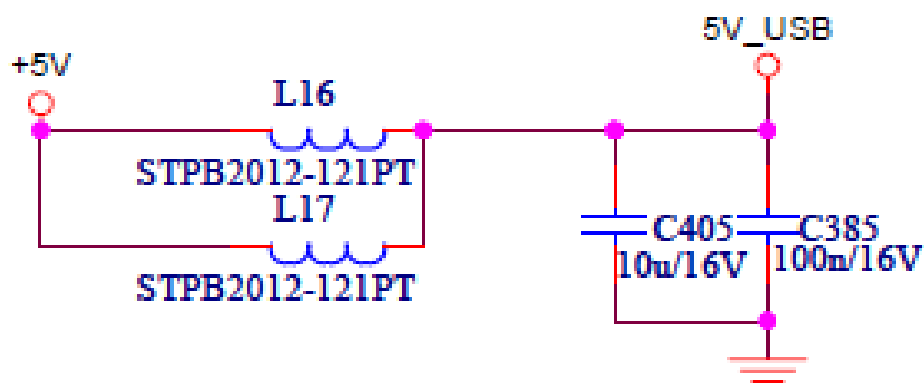 5V_USB
+5V
L16
STPB2012-121PT
L17
STPB2012-121PT
C405
10u/16V
C385
100n/16V